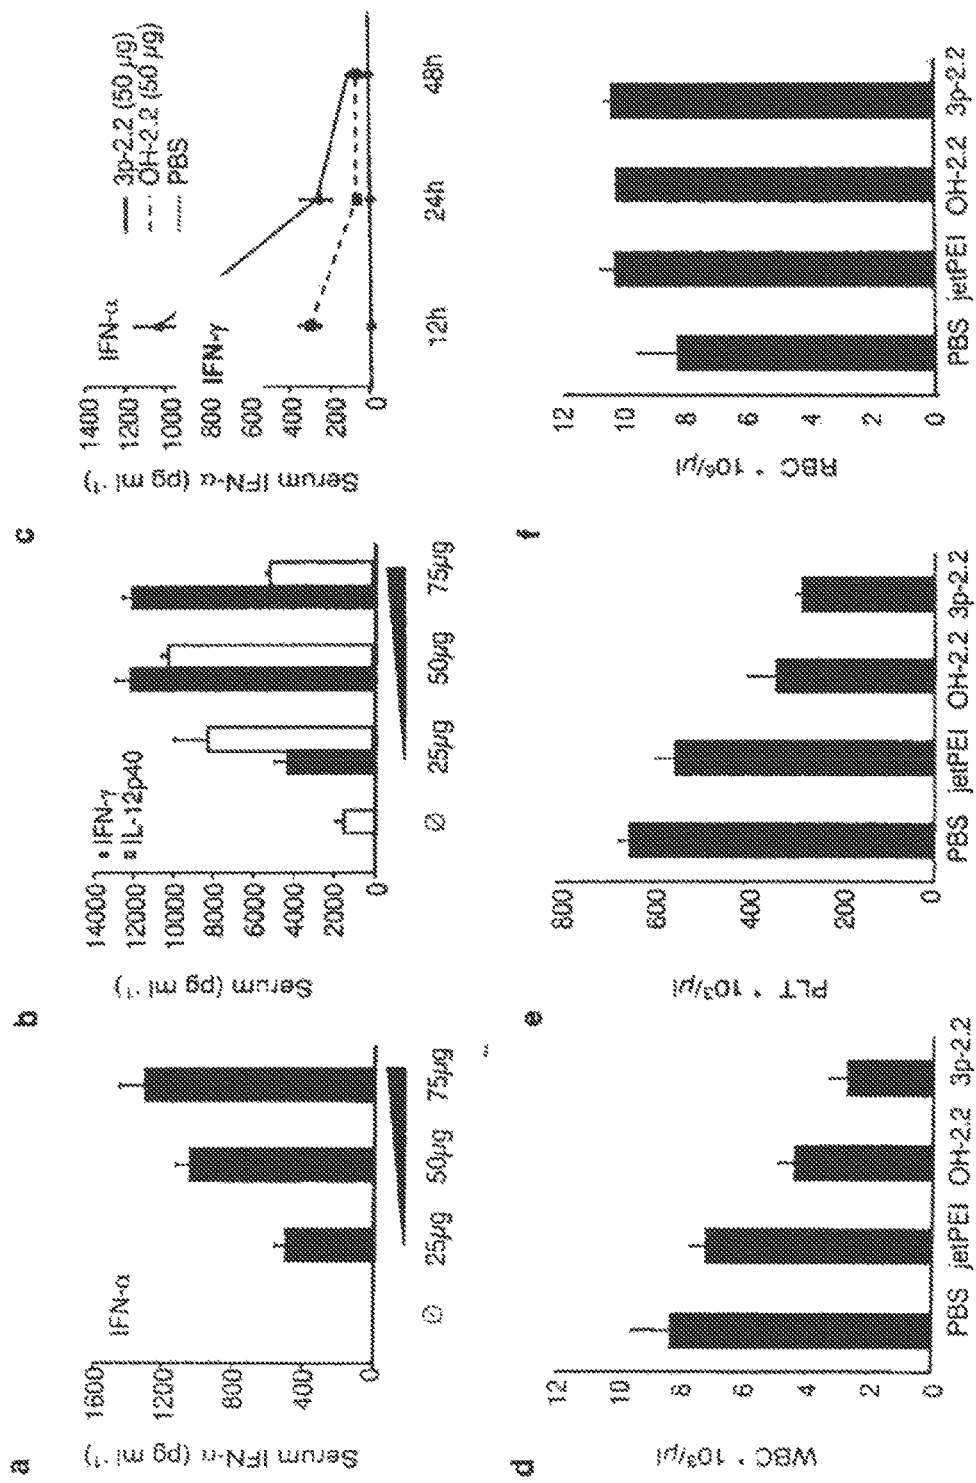 a
IFN-α
Serum IFN-α (pg ml⁻¹)
1600
1200
800
400
0
∅ 25µg 50µg 75µg
b
• IFN-γ
¤ IL-12p40
Serum (pg ml⁻¹)
14000
12000
10000
8000
6000
4000
2000
0
∅ 25µg 50µg 75µg
c
IFN-α
IFN-γ
3p-2.2 (50 µg)
OH-2.2 (50 µg)
PBS
Serum IFN-α (pg ml⁻¹)
1400
1200
1000
800
600
400
200
0
12h 24h 48h
d
WBC * 10³/µl
12
10
8
6
4
2
0
PBS jetPEI OH-2.2 3p-2.2
e
PLT * 10³/µl
800
600
400
200
0
PBS jetPEI OH-2.2 3p-2.2
f
RBC * 10⁶/µl
12
10
8
6
4
2
0
PBS jetPEI OH-2.2 3p-2.2